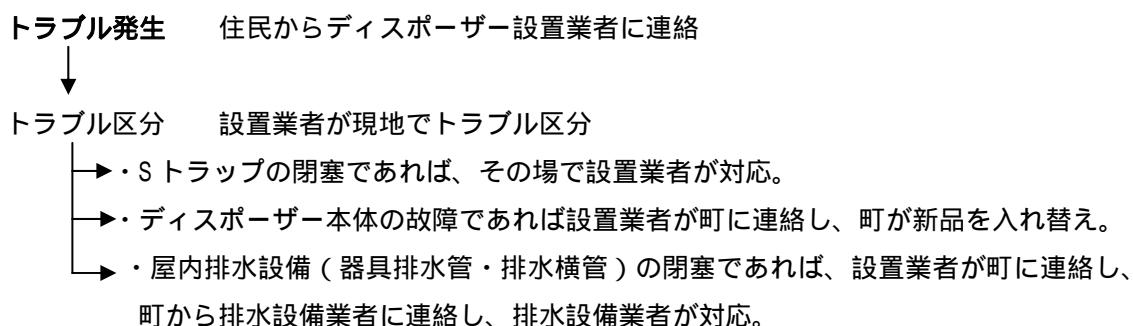 トラブル発生　　住民からディスポーザー設置業者に連絡
トラブル区分　　設置業者が現地でトラブル区分
・Sトラップの閉塞であれば、その場で設置業者が対応。
・ディスポーザー本体の故障であれば設置業者が町に連絡し、町が新品を入れ替え。
・屋内排水設備（器具排水管・排水横管）の閉塞であれば、設置業者が町に連絡し、
町から排水設備業者に連絡し、排水設備業者が対応。